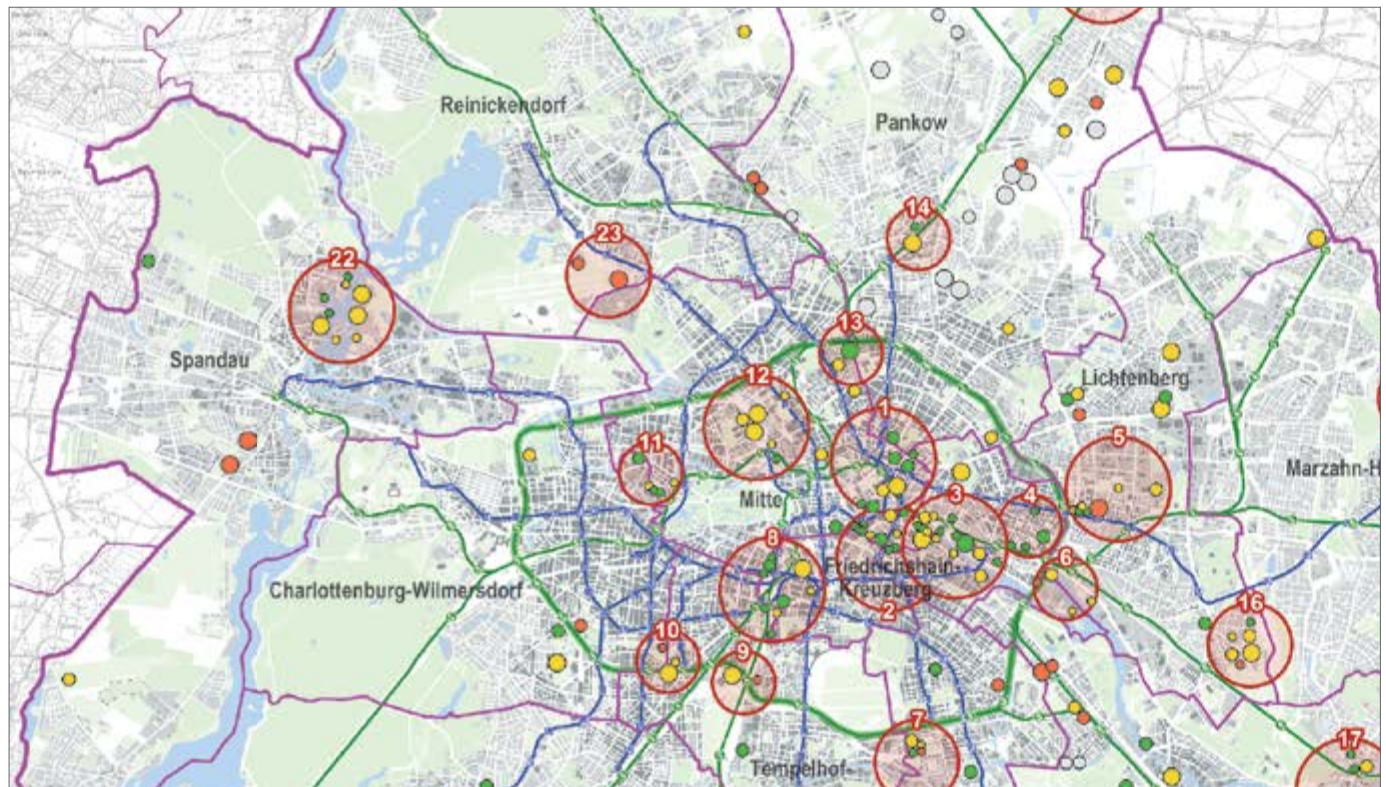 Reinickendorf
Pankow
14
23
22
13
Spandau
12
Lichtenberg
1
5
11
Marzahn-H
3
4
Mitte
8
6
Friedrichshain-
Kreuzberg
Charlottenburg-Wilmersdorf
2
16
10
9
7
17
Tempelhof-